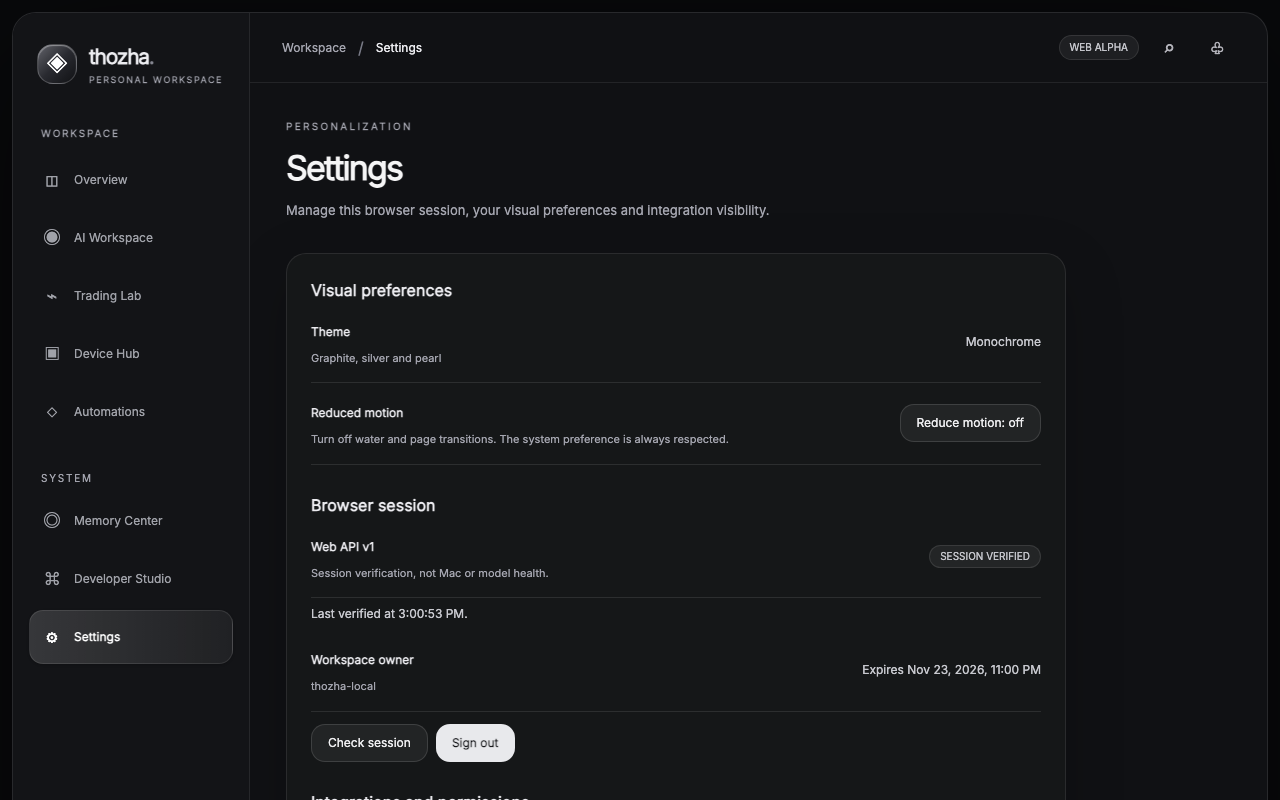 thozha.
PERSONAL WORKSPACE
WORKSPACE
Overview
AI Workspace
Trading Lab
Device Hub
Automations
SYSTEM
Memory Center
Developer Studio
Settings
Workspace / Settings
WEB ALPHA
PERSONALIZATION
Settings
Manage this browser session, your visual preferences and integration visibility.
Visual preferences
Theme
Graphite, silver and pearl
Monochrome
Reduced motion
Turn off water and page transitions. The system preference is always respected.
Reduce motion: off
Browser session
Web API v1
Session verification, not Mac or model health.
SESSION VERIFIED
Last verified at 3:00:53 PM.
Workspace owner
thozha-local
Expires Nov 23, 2026, 11:00 PM
Check session
Sign out
Integrations and permissions